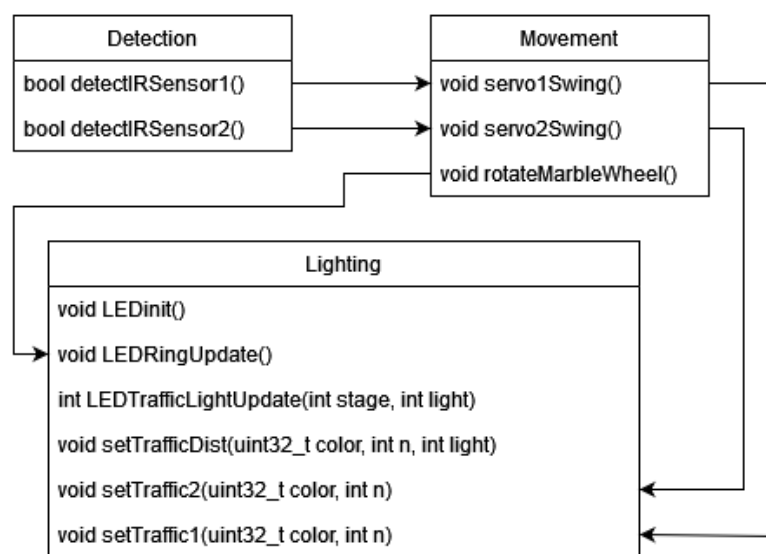 Detection
bool detectIRSensor1()
bool detectIRSensor2()
Movement
void servo1Swing()
void servo2Swing()
void rotateMarbleWheel()
Lighting
void LEDinit()
void LEDRingUpdate()
int LEDTrafficLightUpdate(int stage, int light)
void setTrafficDist(uint32_t color, int n, int light)
void setTraffic2(uint32_t color, int n)
void setTraffic1(uint32_t color, int n)